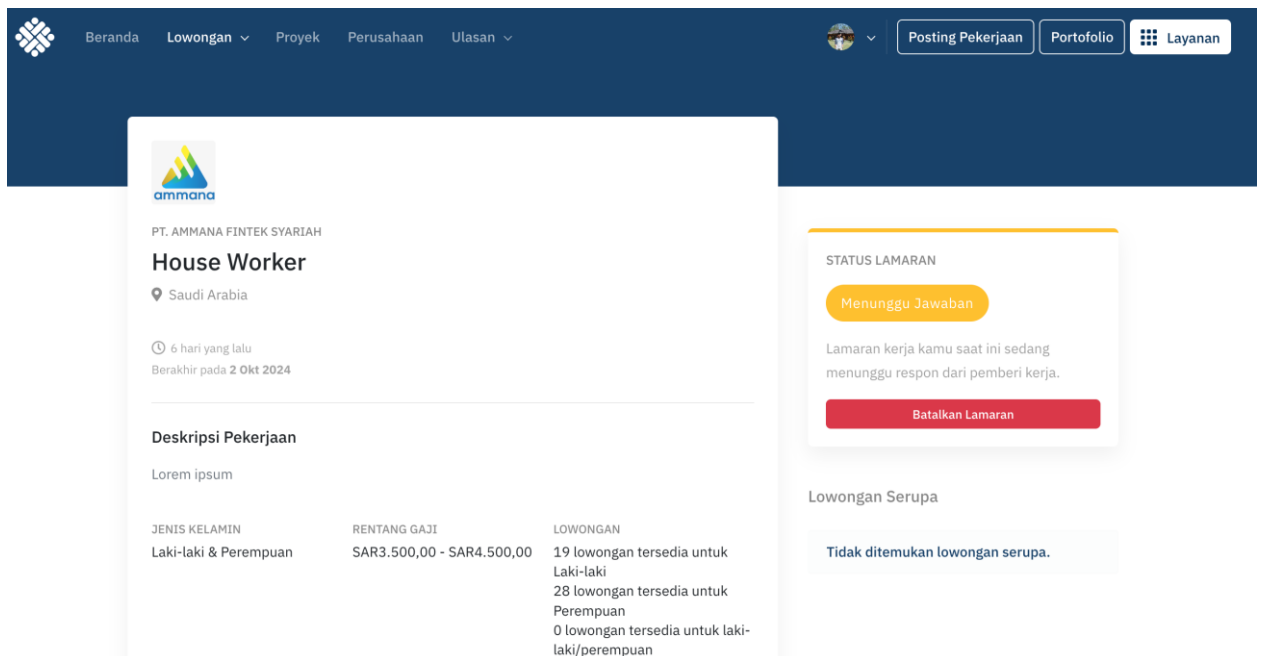 Beranda
Lowongan
Proyek
Perusahaan
Ulasan
Posting Pekerjaan
Portofolio
Layanan
ammana
PT. AMMANA FINTEK SYARIAH
House Worker
Saudi Arabia
6 hari yang lalu
Berakhir pada 2 Okt 2024
Deskripsi Pekerjaan
Lorem ipsum
JENIS KELAMIN
Laki-laki & Perempuan
RENTANG GAJI
SAR3.500,00 - SAR4.500,00
LOWONGAN
19 lowongan tersedia untuk
Laki-laki
28 lowongan tersedia untuk
Perempuan
0 lowongan tersedia untuk laki-
laki/perempuan
STATUS LAMARAN
Menunggu Jawaban
Lamaran kerja kamu saat ini sedang
menunggu respon dari pemberi kerja.
Batalkan Lamaran
Lowongan Serupa
Tidak ditemukan lowongan serupa.